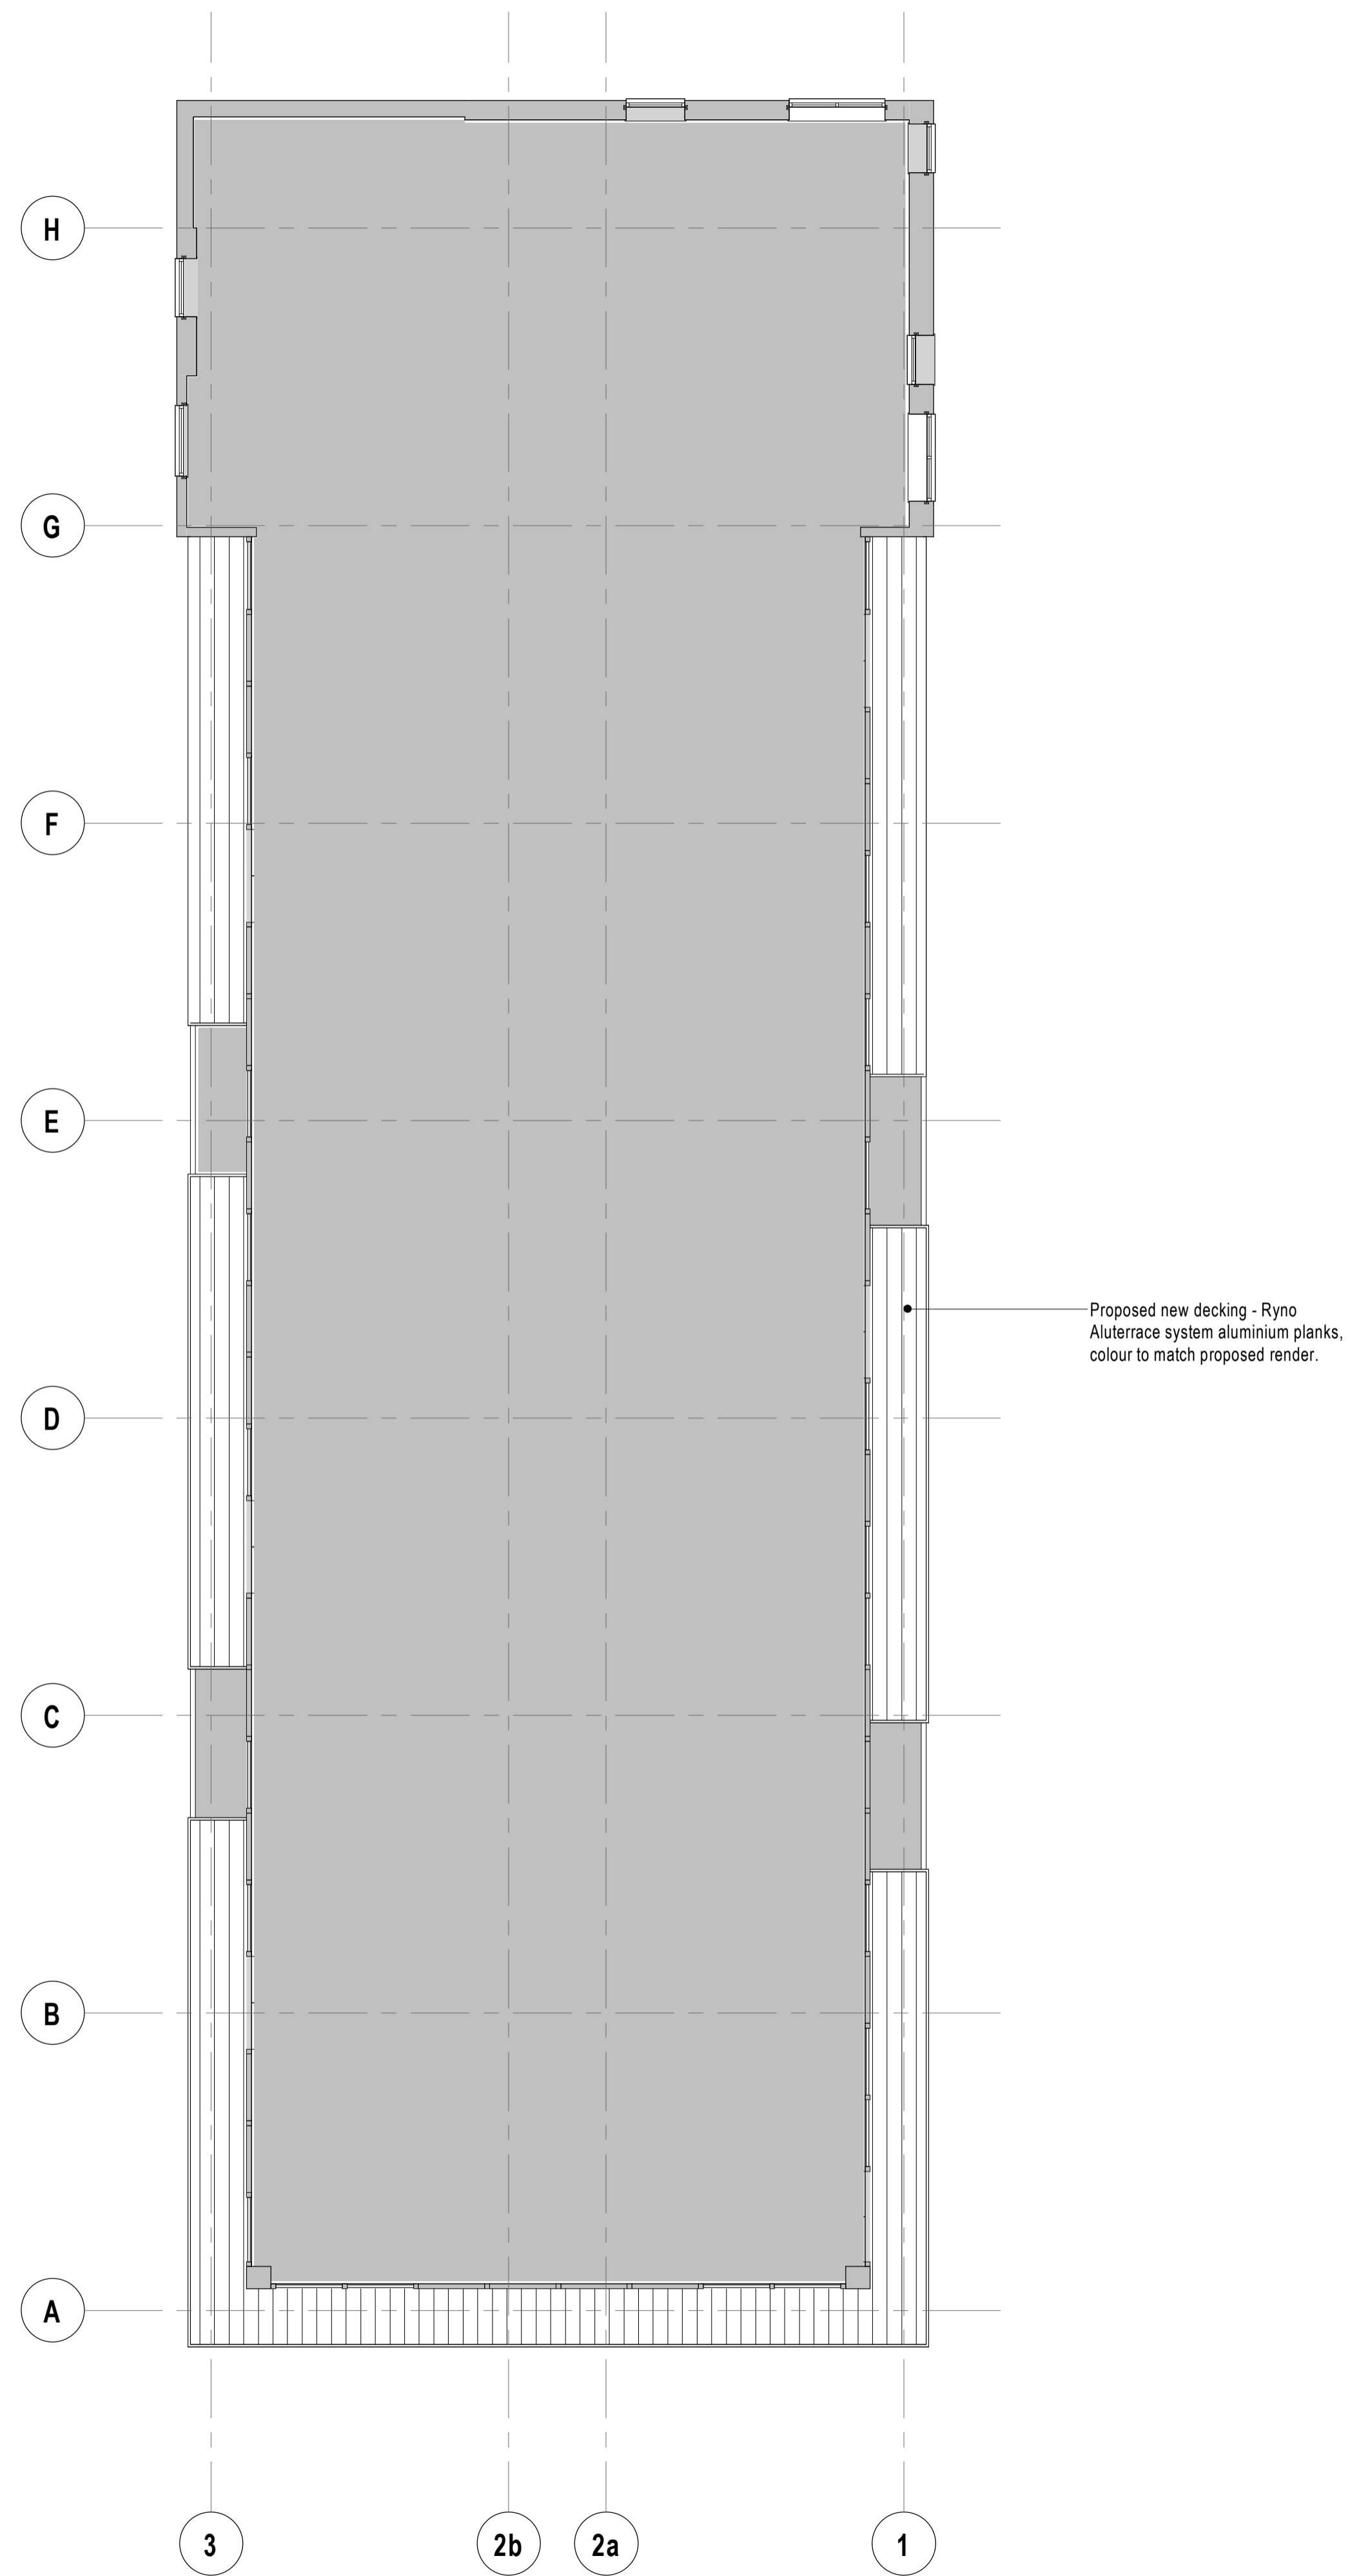 H
G
F
E
Proposed new decking - Ryno
Aluterrace system aluminium planks,
colour to match proposed render.
D
C
B
A
3
2b
2a
1